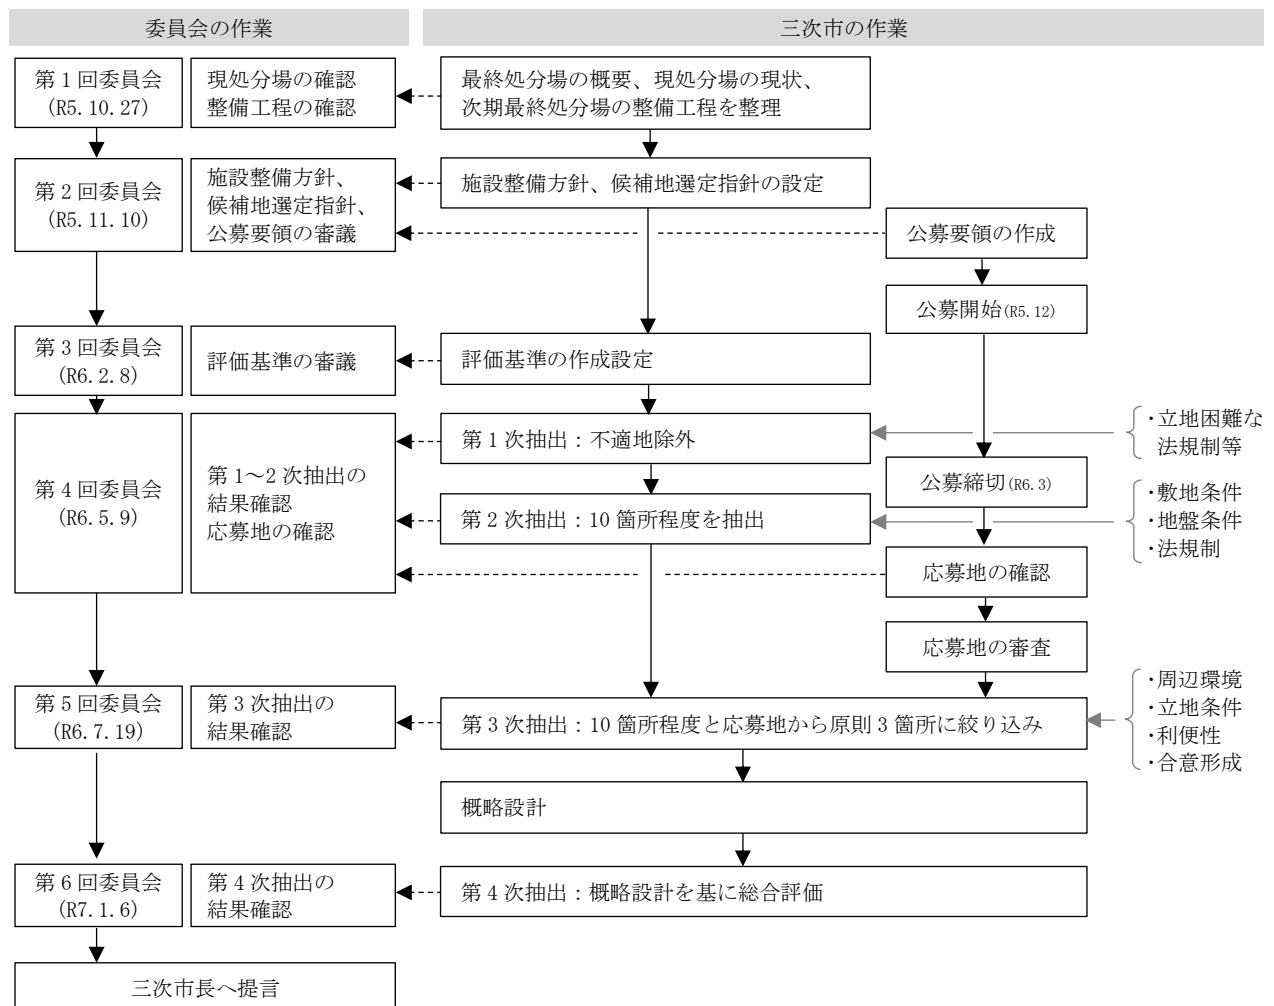 委員会の作業
三次市の作業
第1回委員会
(R5.10.27)
現処分場の確認
整備工程の確認
最終処分場の概要、現処分場の現状、
次期最終処分場の整備工程を整理
第2回委員会
(R5.11.10)
施設整備方針、
候補地選定指針、
公募要領の審議
施設整備方針、候補地選定指針の設定
公募要領の作成
公募開始(R5.12)
第3回委員会
(R6.2.8)
評価基準の審議
評価基準の作成設定
第4回委員会
(R6.5.9)
第1～2次抽出の
結果確認
応募地の確認
第1次抽出：不適地除外
・立地困難な
法規制等
公募締切(R6.3)
第2次抽出：10箇所程度を抽出
・敷地条件
・地盤条件
・法規制
応募地の確認
応募地の審査
第5回委員会
(R6.7.19)
第3次抽出の
結果確認
第3次抽出：10箇所程度と応募地から原則3箇所に絞り込み
・周辺環境
・立地条件
・利便性
・合意形成
概略設計
第6回委員会
(R7.1.6)
第4次抽出の
結果確認
第4次抽出：概略設計を基に総合評価
三次市長へ提言